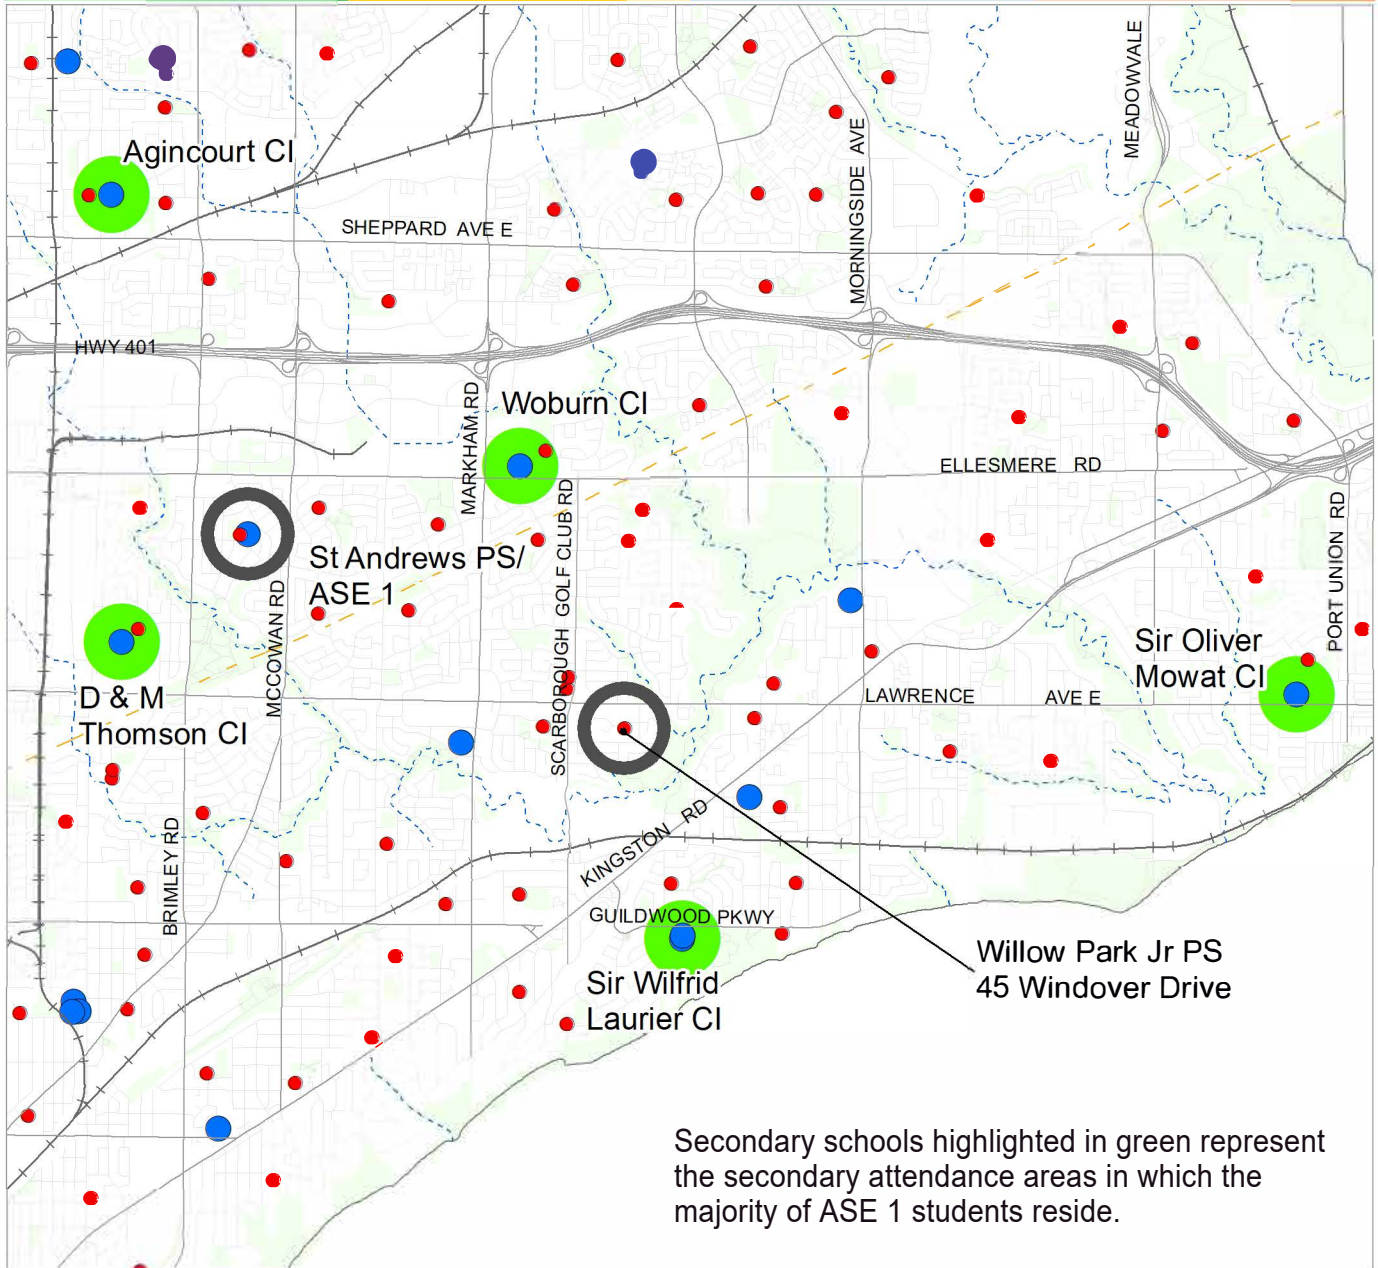 MEADOWVALE
Agincourt CI
MORNINGSIDE AVE
SHEPPARD AVE E
HWY 401
MARKHAM RD
Woburn CI
ELLESMERE RD
SCARBOROUGH GOLF CLUB RD
PORT UNION RD
St Andrews PS/
ASE 1
MCCOWAN RD
Sir Oliver
Mowat CI
D & M
Thomson CI
LAWRENCE AVE E
BRIMLEY RD
KINGSTON RD
GUILDWOOD PKWY
Willow Park Jr PS
45 Windover Drive
Sir Wilfrid
Laurier CI
Secondary schools highlighted in green represent
the secondary attendance areas in which the
majority of ASE 1 students reside.